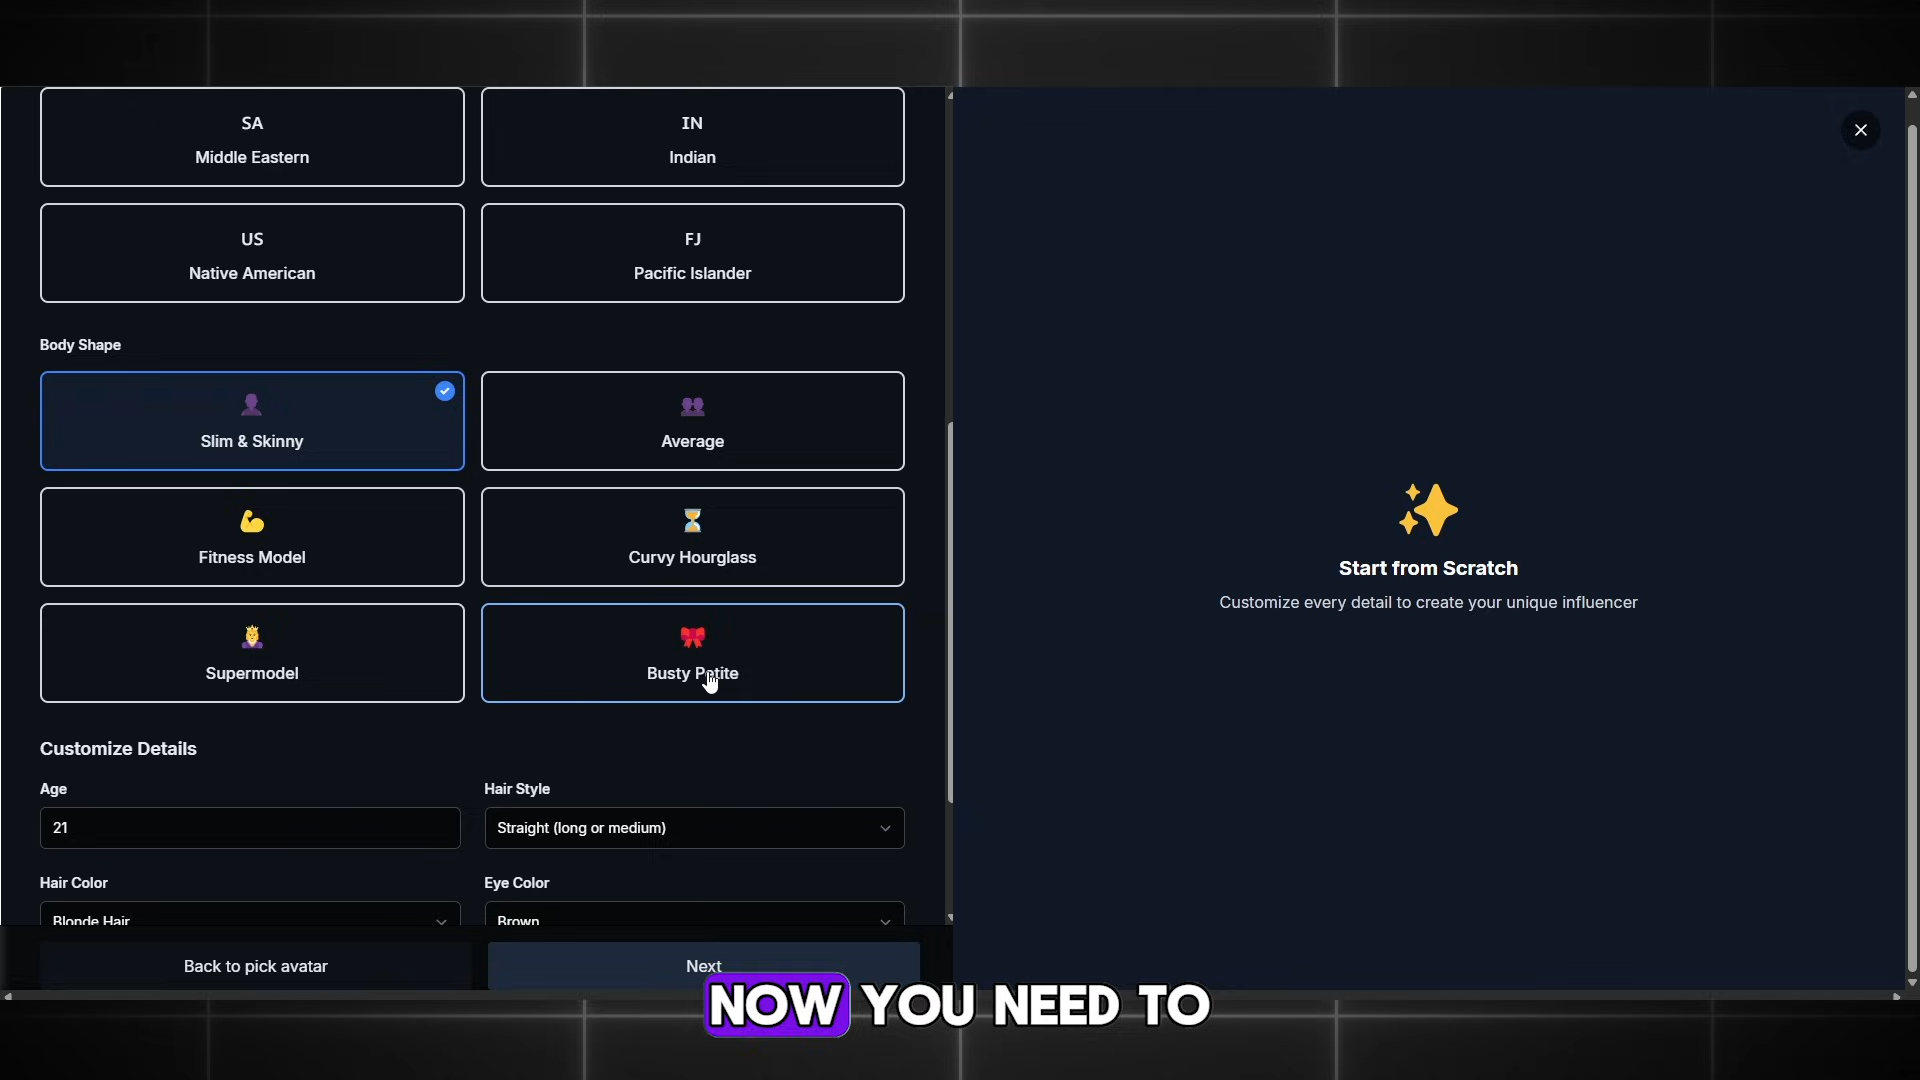 SA
Middle Eastern
IN
Indian
US
Native American
FJ
Pacific Islander
Body Shape
Slim & Skinny
Average
Fitness Model
Curvy Hourglass
Supermodel
Busty Petite
Customize Details
Age
21
Hair Style
Straight (long or medium)
Hair Color
Blonde Hair
Eye Color
Brown
Back to pick avatar
Next
Start from Scratch
Customize every detail to create your unique influencer
NOW YOU NEED TO